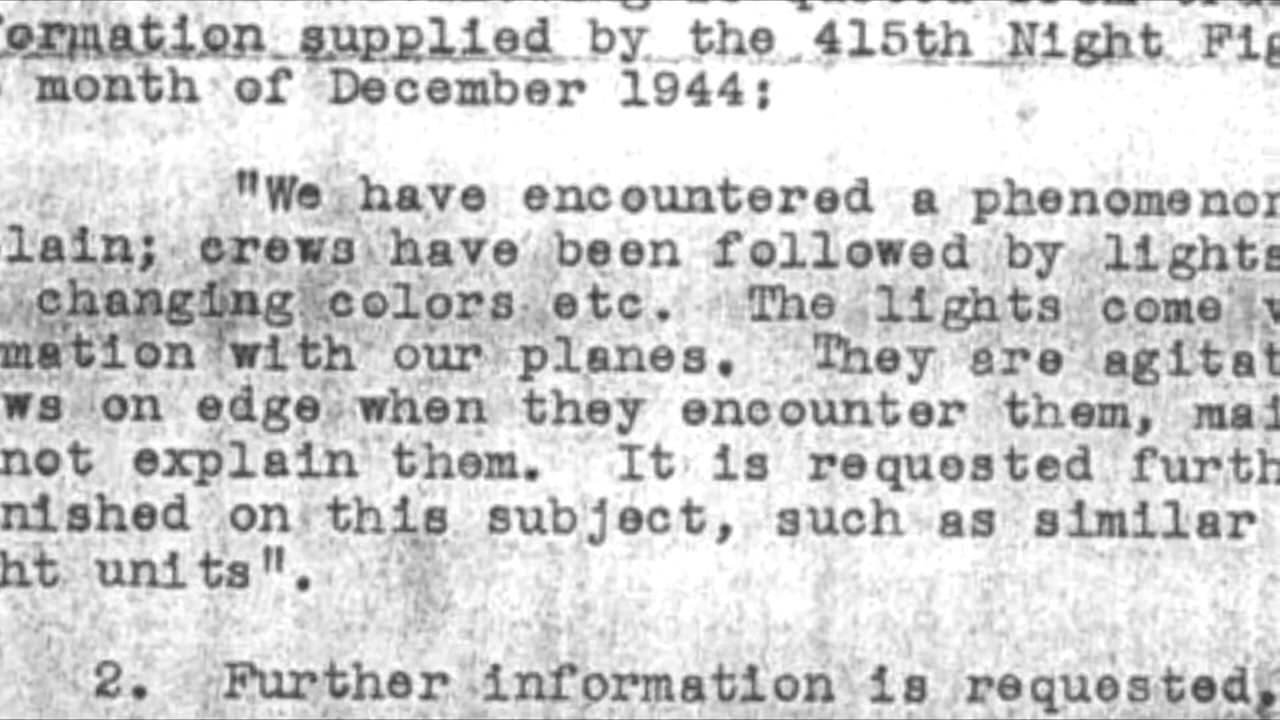 formation supplied by the 415th Night Fig
month of December 1944:
"We have encountered a phenomenon
lain; crews have been followed by lights
changing colors etc. The lights come v
mation with our planes. They are agitat
ws on edge when they encounter them, mai
not explain them. It is requested furth
nished on this subject, such as similar
ht units".
2. Further information is requested,